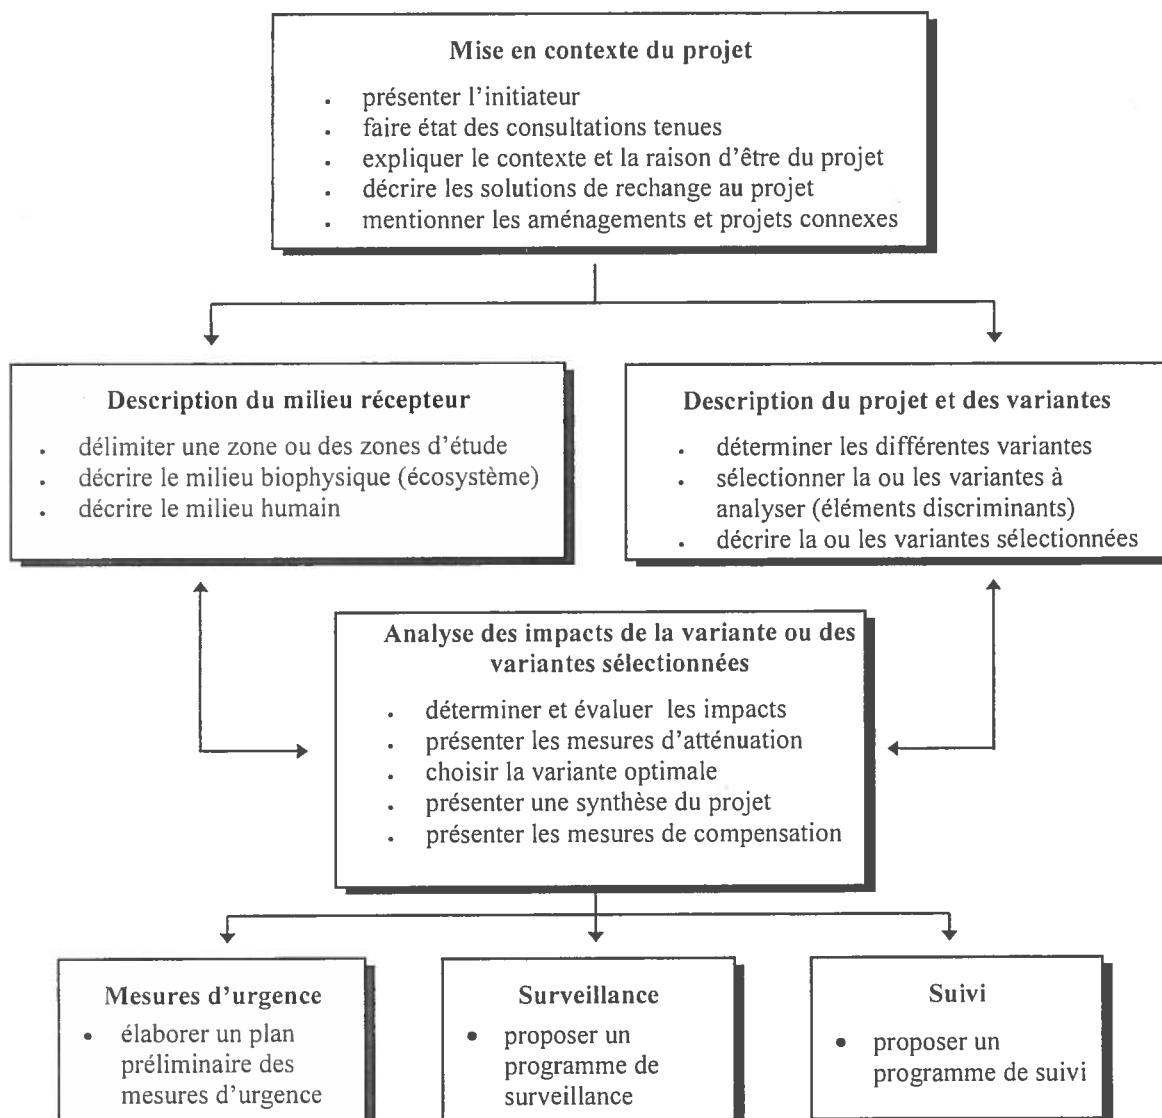 Mise en contexte du projet
. présenter l'initiateur
. faire état des consultations tenues
. expliquer le contexte et la raison d'être du projet
. décrire les solutions de rechange au projet
. mentionner les aménagements et projets connexes
Description du milieu récepteur
. délimiter une zone ou des zones d'étude
. décrire le milieu biophysique (écosystème)
. décrire le milieu humain
Description du projet et des variantes
. déterminer les différentes variantes
. sélectionner la ou les variantes à
analyser (éléments discriminants)
. décrire la ou les variantes sélectionnées
Analyse des impacts de la variante ou des
variantes sélectionnées
. déterminer et évaluer les impacts
. présenter les mesures d'atténuation
. choisir la variante optimale
. présenter une synthèse du projet
. présenter les mesures de compensation
Mesures d'urgence
• élaborer un plan
préliminaire des
mesures d'urgence
Surveillance
• proposer un
programme de
surveillance
Suivi
• proposer un
programme de suivi